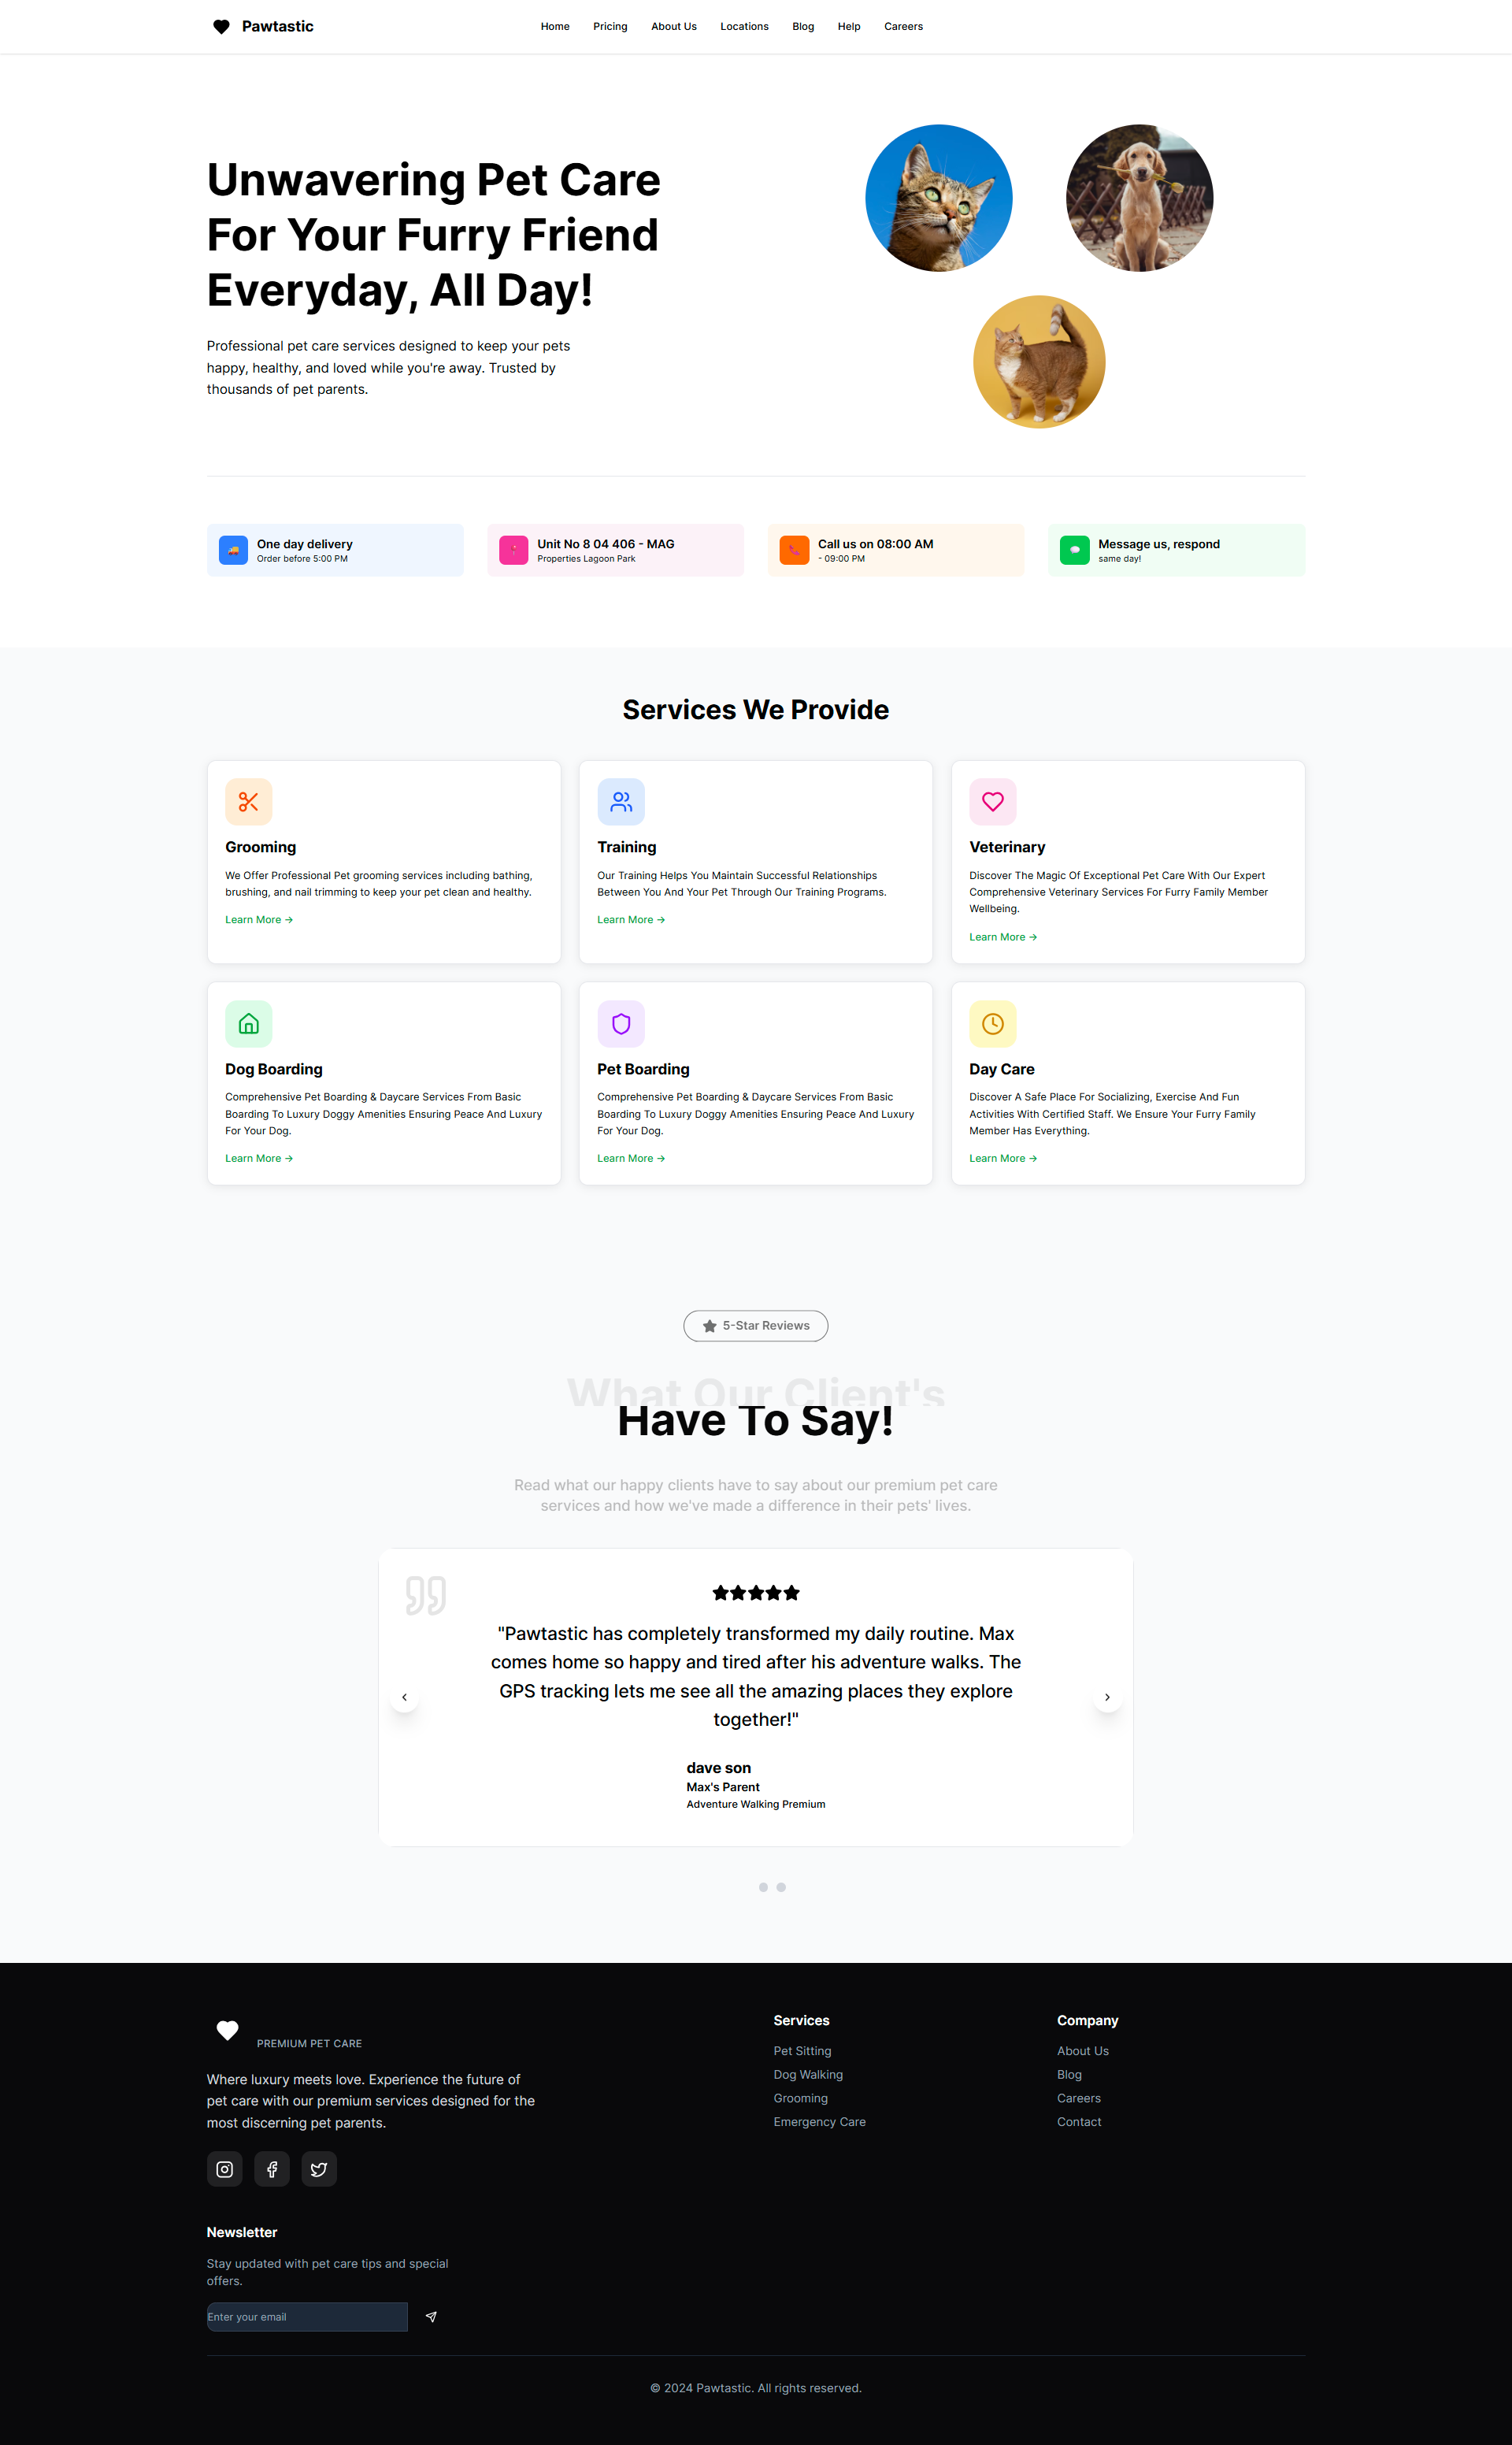 Pawtastic
Home Pricing About Us Locations Blog Help Careers
Unwavering Pet Care
For Your Furry Friend
Everyday, All Day!
Professional pet care services designed to keep your pets
happy, healthy, and loved while you're away. Trusted by
thousands of pet parents.
One day delivery
Order before 5:00 PM
Unit No 8 04 406 - MAG
Properties Lagoon Park
Call us on 08:00 AM
- 09:00 PM
Message us, respond
same day!
Services We Provide
Grooming
We Offer Professional Pet grooming services including bathing,
brushing, and nail trimming to keep your pet clean and healthy.
Learn More →
Training
Our Training Helps You Maintain Successful Relationships
Between You And Your Pet Through Our Training Programs.
Learn More →
Veterinary
Discover The Magic Of Exceptional Pet Care With Our Expert
Comprehensive Veterinary Services For Furry Family Member
Wellbeing.
Learn More →
Dog Boarding
Comprehensive Pet Boarding & Daycare Services From Basic
Boarding To Luxury Doggy Amenities Ensuring Peace And Luxury
For Your Dog.
Learn More →
Pet Boarding
Comprehensive Pet Boarding & Daycare Services From Basic
Boarding To Luxury Doggy Amenities Ensuring Peace And Luxury
For Your Dog.
Learn More →
Day Care
Discover A Safe Place For Socializing, Exercise And Fun
Activities With Certified Staff. We Ensure Your Furry Family
Member Has Everything.
Learn More →
5-Star Reviews
What Our Client's
Have To Say!
Read what our happy clients have to say about our premium pet care
services and how we've made a difference in their pets' lives.
"Pawtastic has completely transformed my daily routine. Max
comes home so happy and tired after his adventure walks. The
GPS tracking lets me see all the amazing places they explore
together!"
dave son
Max's Parent
Adventure Walking Premium
PREMIUM PET CARE
Where luxury meets love. Experience the future of
pet care with our premium services designed for the
most discerning pet parents.
Services
Pet Sitting
Dog Walking
Grooming
Emergency Care
Company
About Us
Blog
Careers
Contact
Newsletter
Stay updated with pet care tips and special
offers.
Enter your email
© 2024 Pawtastic. All rights reserved.